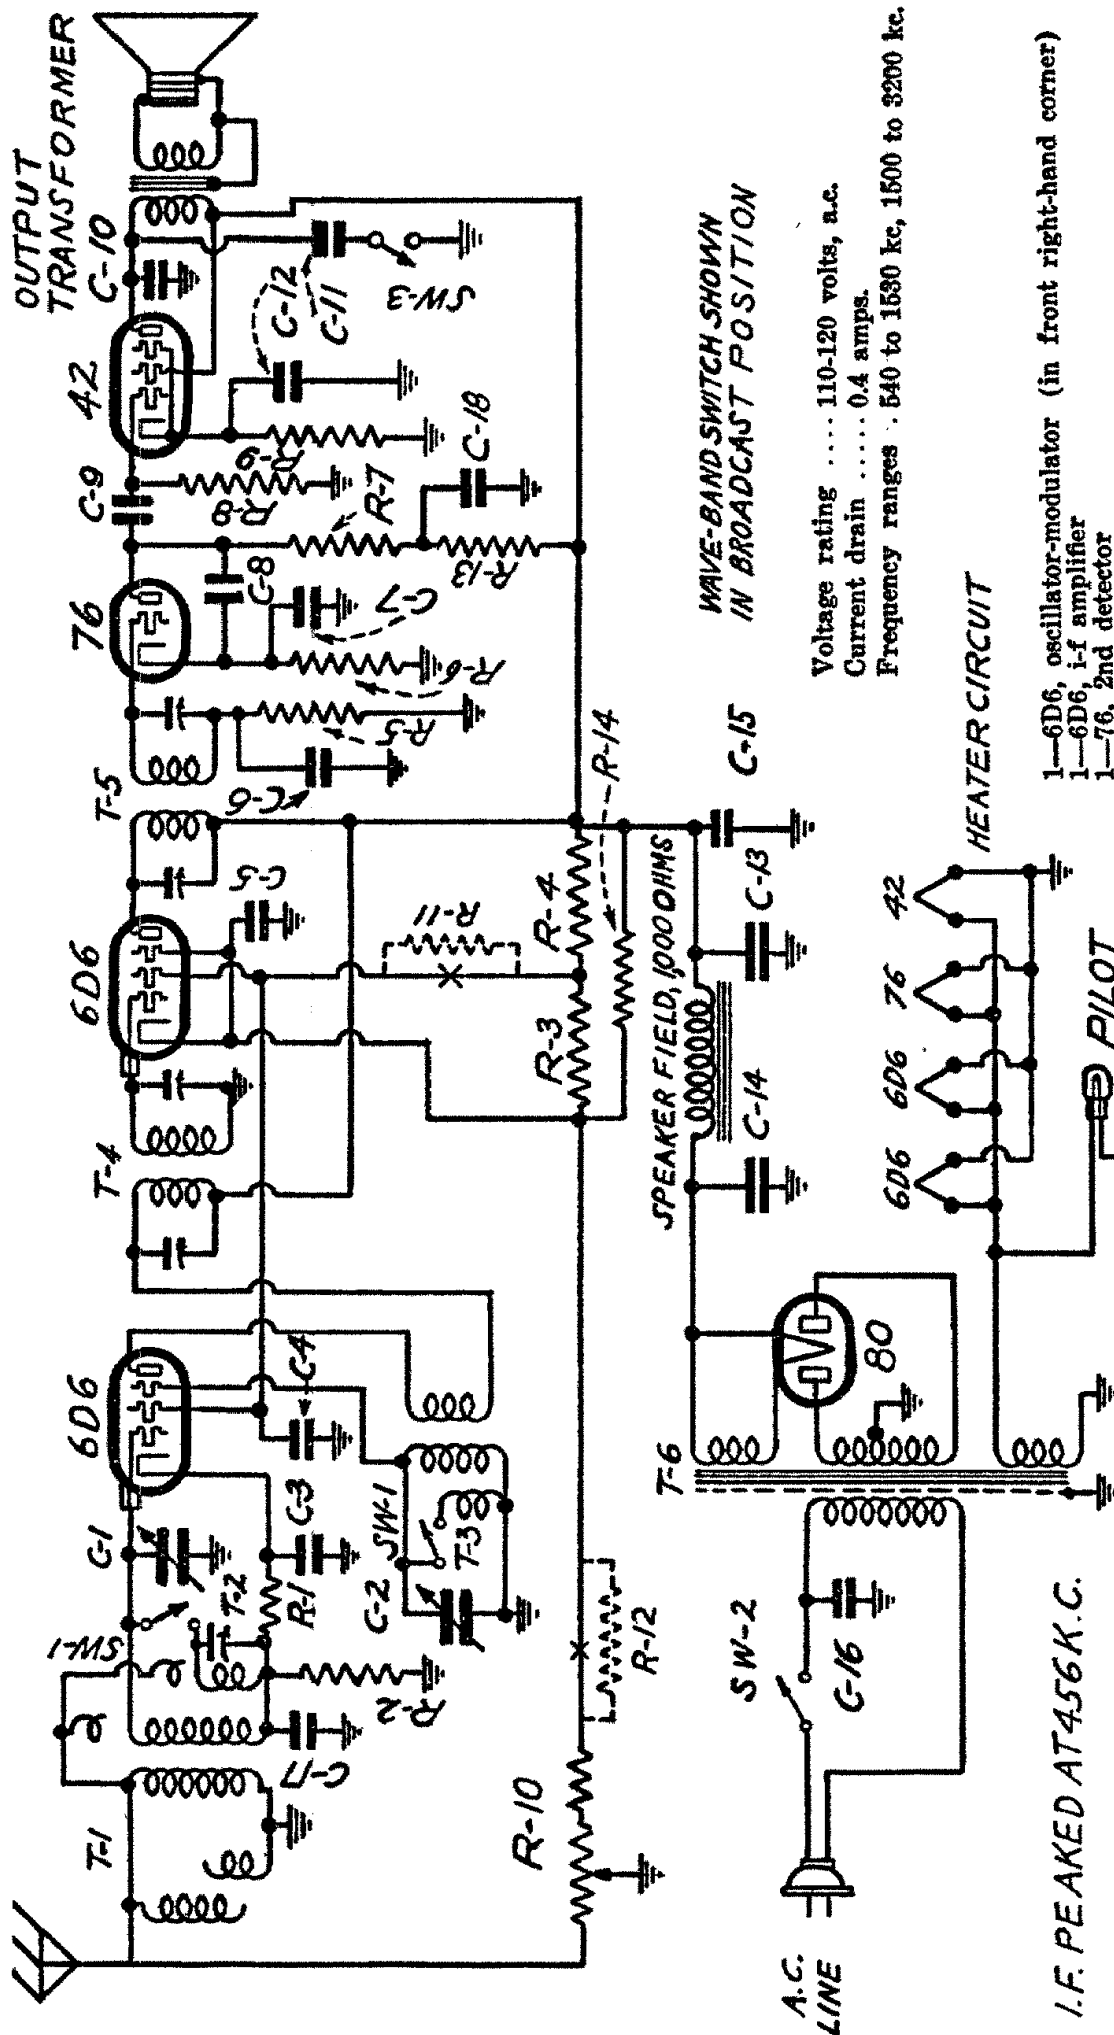 OUTPUT
TRANSFORMER
T-1
SW-1
C-1
6D6
T-4
6D6
T-5
76
C-9
42
C-10
C-17
R-2
T-2
R-1
C-3
C-4
C-2
SW-1
T-3
C-5
R-11
C-6
R-5
R-6
C-7
C-8
R-8
R-7
R-13
R-9
C-18
C-12
C-11
SW-3
R-10
R-12
R-3
R-4
R-14
SPEAKER FIELD, 1,000 OHMS
C-14
C-13
C-15
T-6
80
SW-2
C-16
A.C.
LINE
WAVE-BAND SWITCH SHOWN
IN BROADCAST POSITION
Voltage rating .... 110-120 volts, a.c.
Current drain ..... 0.4 amps.
Frequency ranges . 540 to 1530 kc, 1500 to 3200 kc.
HEATER CIRCUIT
6D6
6D6
76
42
PILOT
I.F. PEAKED AT 456 K.C.
1—6D6, oscillator-modulator (in front right-hand corner)
1—6D6, i-f amplifier
1—76, 2nd detector